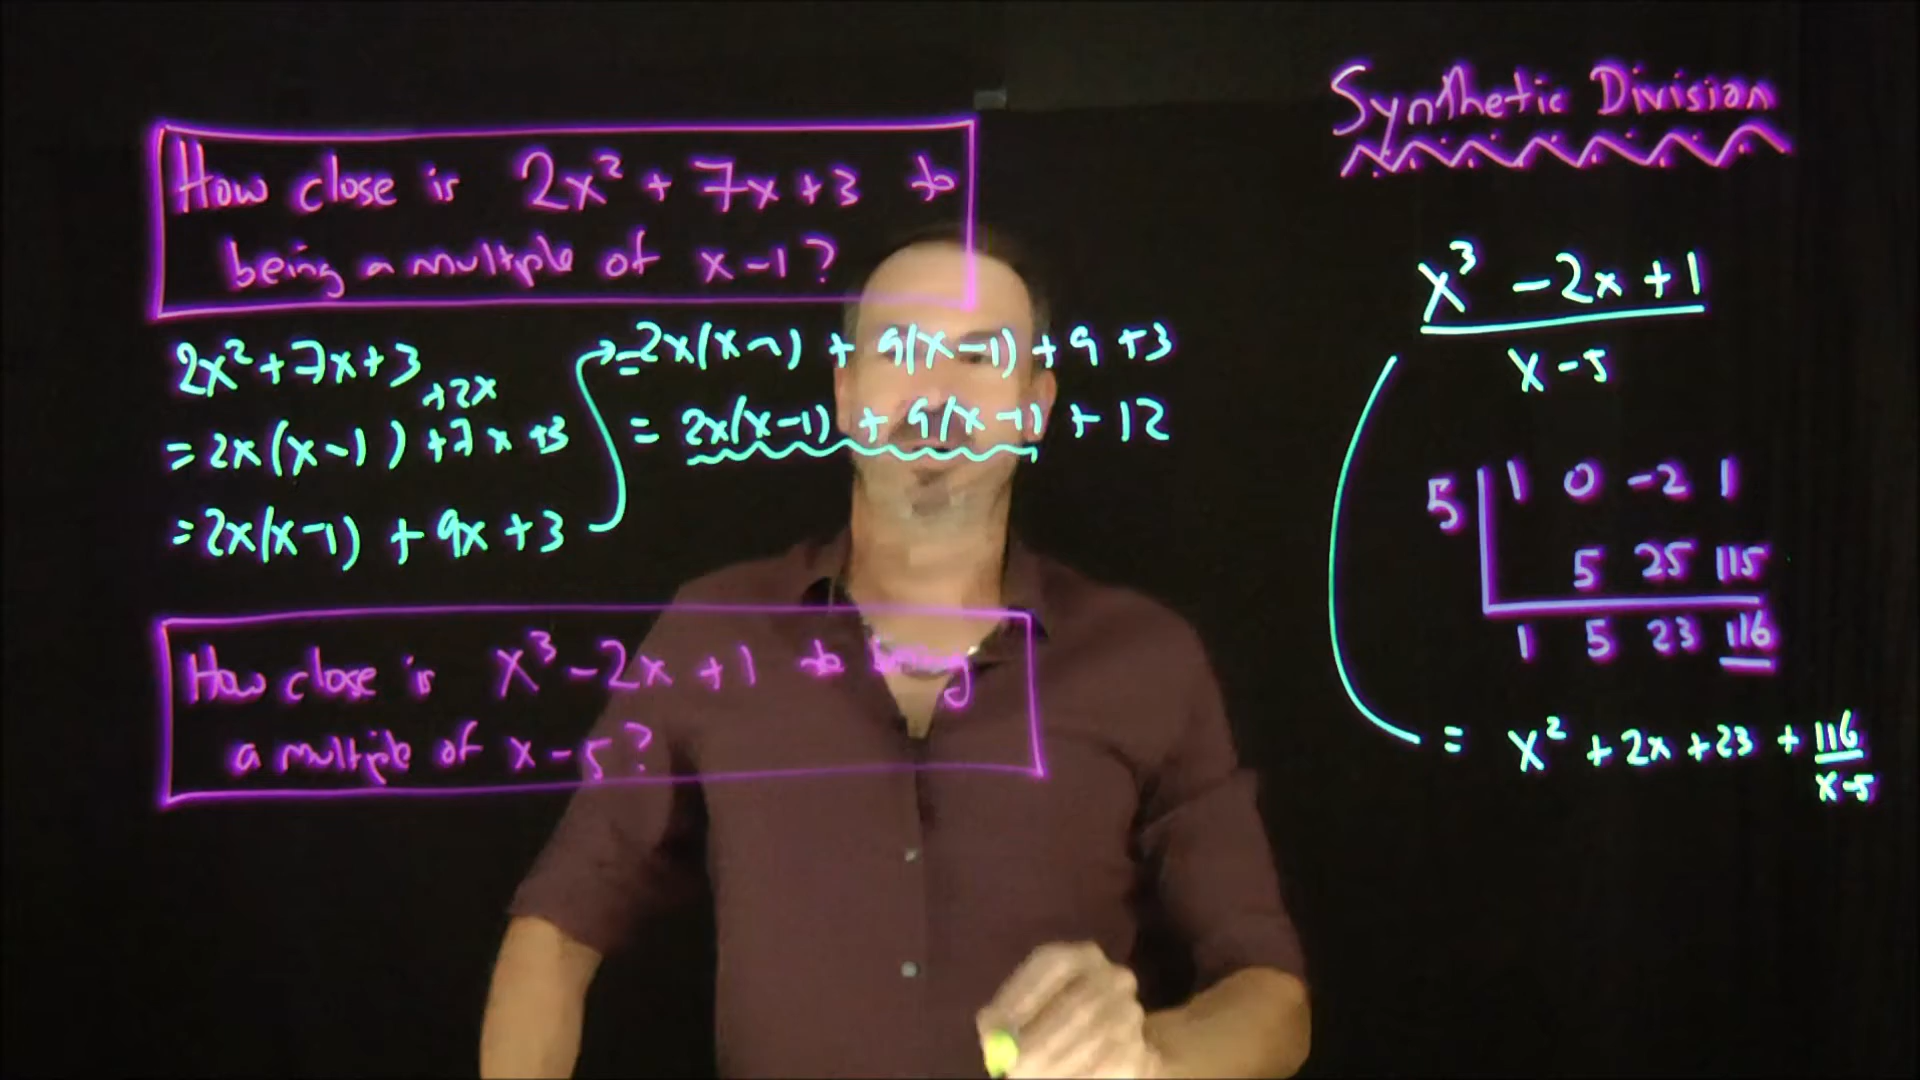 How close is 2x² + 7x + 3 to
being a multiple of x - 1?
2x² + 7x + 3
+2x
= 2x(x-1) + 7x + 3
= 2x(x-1) + 9x + 3
= 2x(x-1) + 9(x-1) + 9 + 3
= 2x(x-1) + 9(x-1) + 12
How close is x³ - 2x + 1 to being
a multiple of x - 5?
Synthetic Division
x³ - 2x + 1
x - 5
5 | 1 0 -2 1
5 25 115
1 5 23 116
= x² + 2x + 23 + 116
x-5